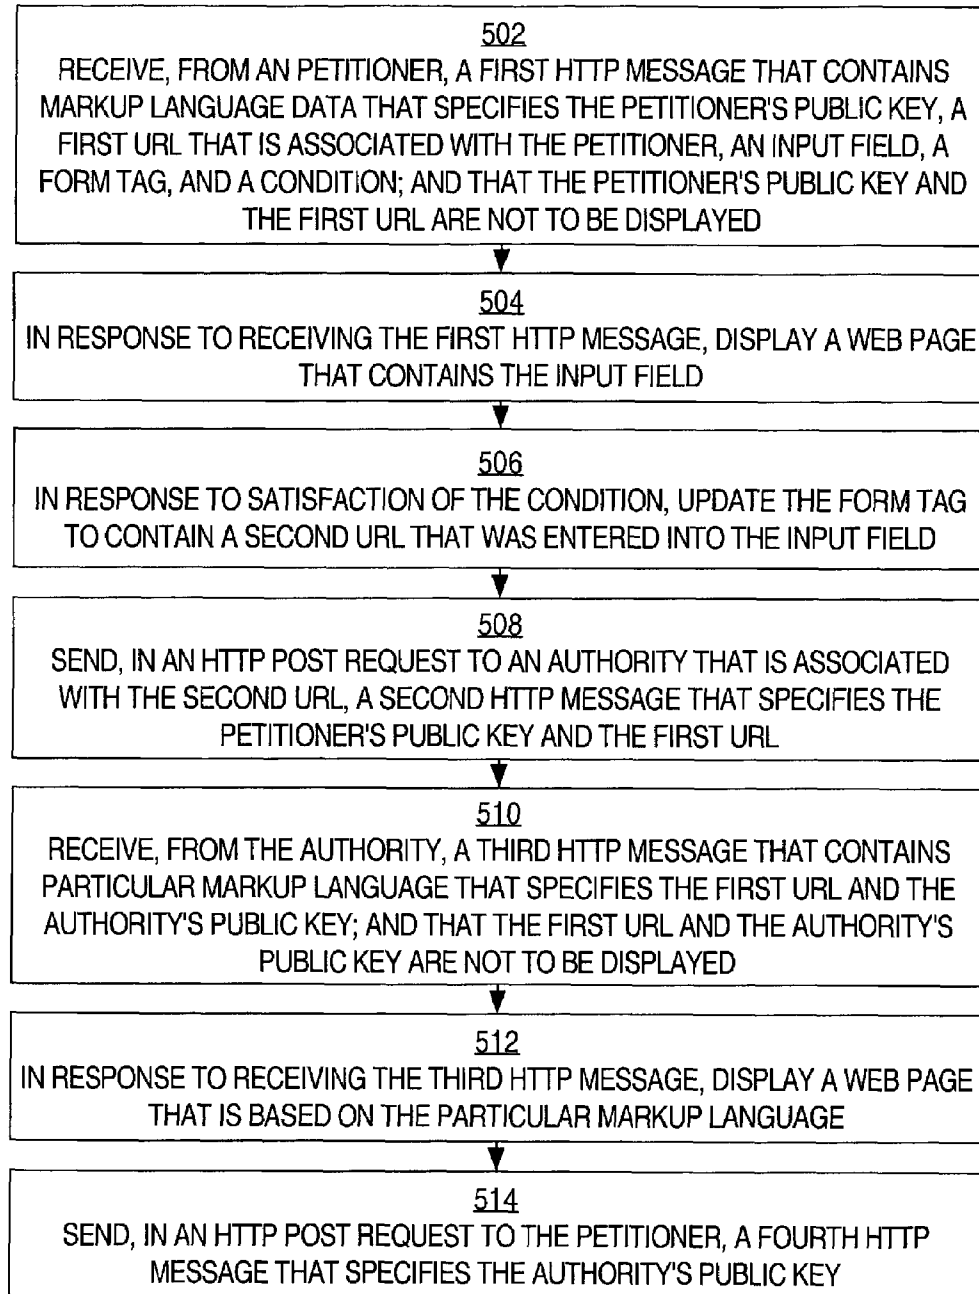 502
RECEIVE, FROM AN PETITIONER, A FIRST HTTP MESSAGE THAT CONTAINS
MARKUP LANGUAGE DATA THAT SPECIFIES THE PETITIONER'S PUBLIC KEY, A
FIRST URL THAT IS ASSOCIATED WITH THE PETITIONER, AN INPUT FIELD, A
FORM TAG, AND A CONDITION; AND THAT THE PETITIONER'S PUBLIC KEY AND
THE FIRST URL ARE NOT TO BE DISPLAYED
504
IN RESPONSE TO RECEIVING THE FIRST HTTP MESSAGE, DISPLAY A WEB PAGE
THAT CONTAINS THE INPUT FIELD
506
IN RESPONSE TO SATISFACTION OF THE CONDITION, UPDATE THE FORM TAG
TO CONTAIN A SECOND URL THAT WAS ENTERED INTO THE INPUT FIELD
508
SEND, IN AN HTTP POST REQUEST TO AN AUTHORITY THAT IS ASSOCIATED
WITH THE SECOND URL, A SECOND HTTP MESSAGE THAT SPECIFIES THE
PETITIONER'S PUBLIC KEY AND THE FIRST URL
510
RECEIVE, FROM THE AUTHORITY, A THIRD HTTP MESSAGE THAT CONTAINS
PARTICULAR MARKUP LANGUAGE THAT SPECIFIES THE FIRST URL AND THE
AUTHORITY'S PUBLIC KEY; AND THAT THE FIRST URL AND THE AUTHORITY'S
PUBLIC KEY ARE NOT TO BE DISPLAYED
512
IN RESPONSE TO RECEIVING THE THIRD HTTP MESSAGE, DISPLAY A WEB PAGE
THAT IS BASED ON THE PARTICULAR MARKUP LANGUAGE
514
SEND, IN AN HTTP POST REQUEST TO THE PETITIONER, A FOURTH HTTP
MESSAGE THAT SPECIFIES THE AUTHORITY'S PUBLIC KEY